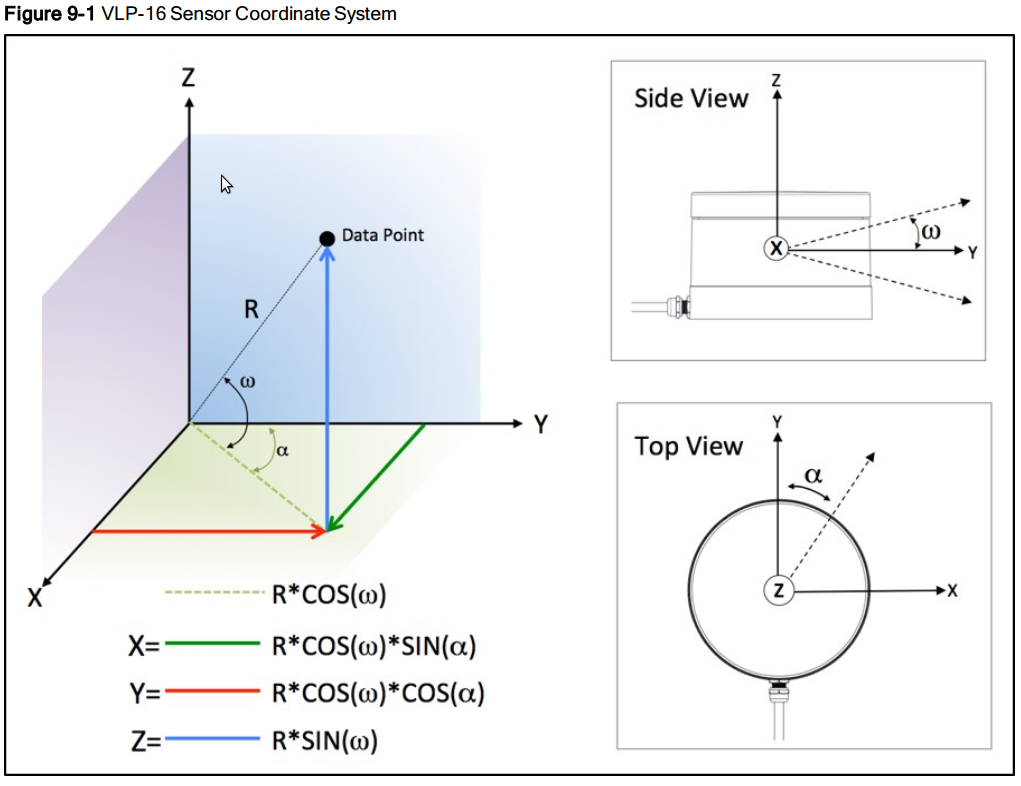 Figure 9-1 VLP-16 Sensor Coordinate System
Z
Data Point
R
ω
α
Y
X
R*COS(ω)
X= R*COS(ω)*SIN(α)
Y= R*COS(ω)*COS(α)
Z= R*SIN(ω)
Side View
Z
ω
X
Y
Top View
Y
α
Z
X